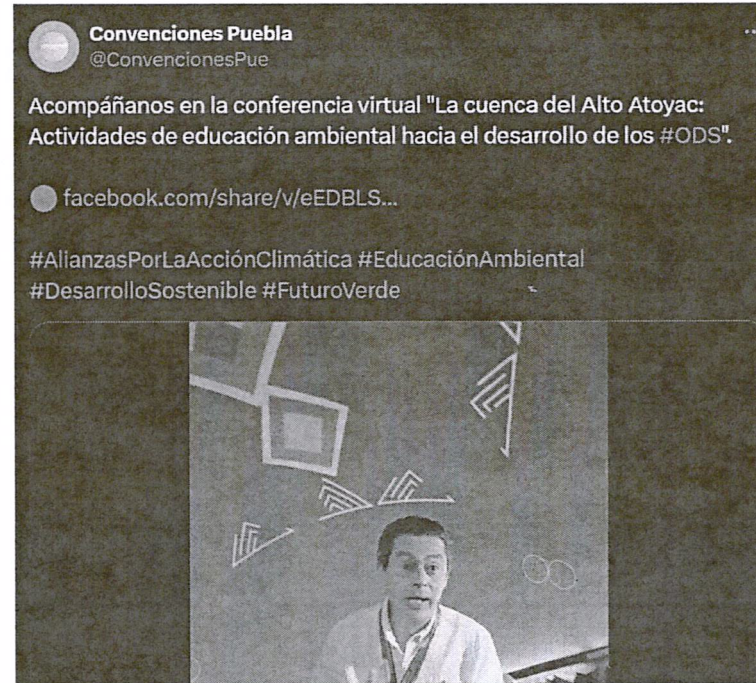 Convenciones Puebla
@ConvencionesPue
Acompáñanos en la conferencia virtual "La cuenca del Alto Atoyac:
Actividades de educación ambiental hacia el desarrollo de los #ODS".
facebook.com/share/v/eEDBLS...
#AlianzasPorLaAcciónClimática #EducaciónAmbiental
#DesarrolloSostenible #FuturoVerde